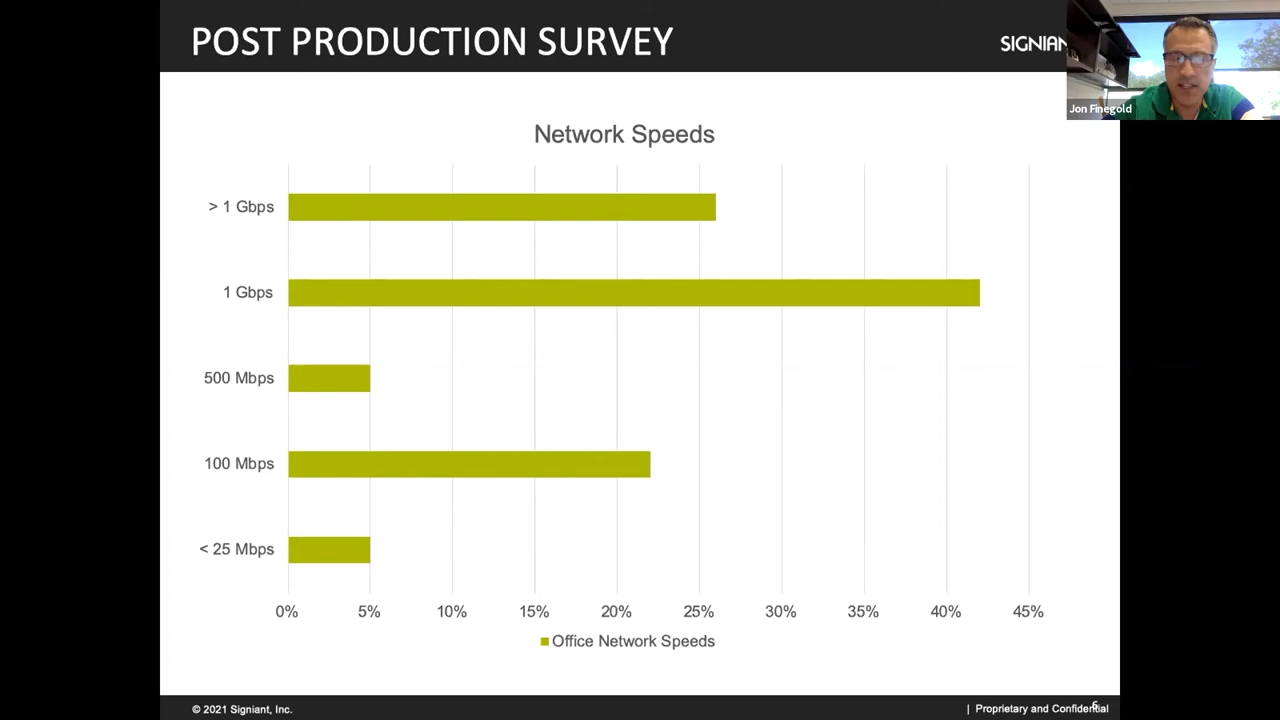 POST PRODUCTION SURVEY
SIGNIAN
Jon Finegold
Network Speeds
> 1 Gbps
1 Gbps
500 Mbps
100 Mbps
< 25 Mbps
0% 5% 10% 15% 20% 25% 30% 35% 40% 45%
Office Network Speeds
© 2021 Signiant, Inc.
| Proprietary and Confidential
6